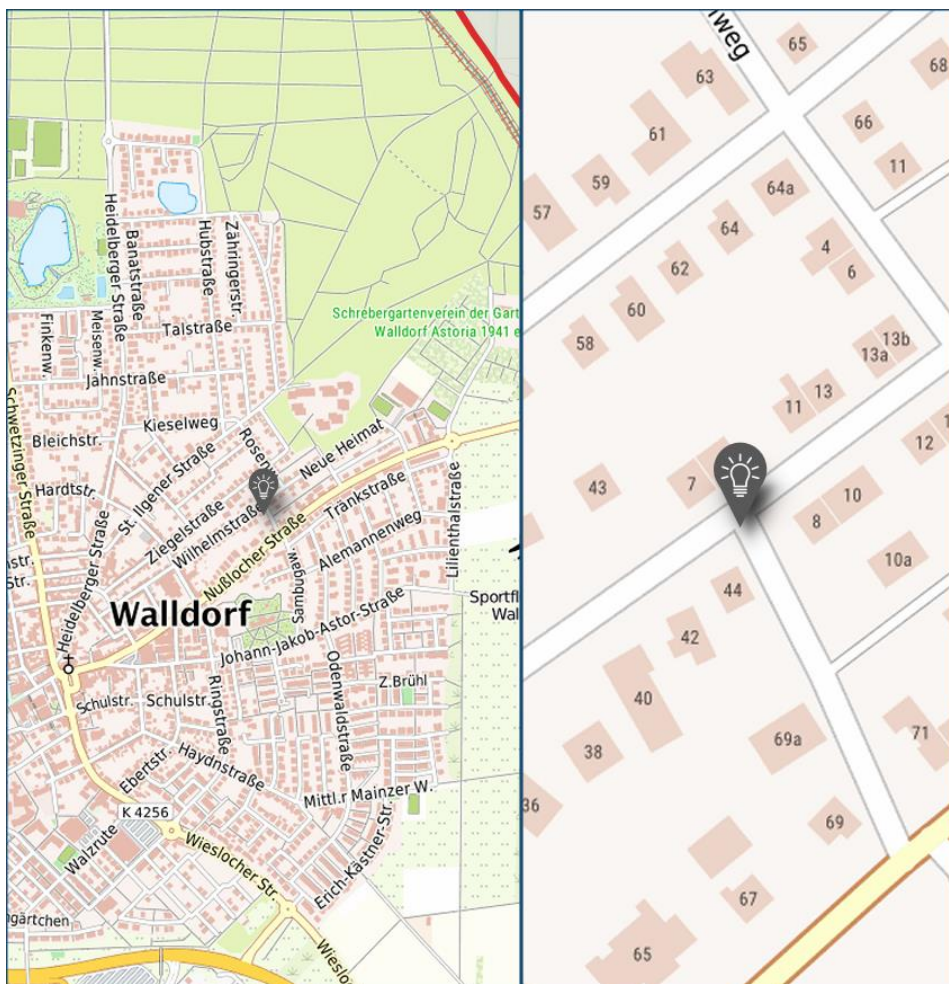 Heidelberger Straße
Banatstraße
Hubstraße
Zähringerstr.
Schrebergartenverein der Gart
Walldorf Astoria 1941 e
Finkenw.
Meisenw.
Talstraße
Jahnstraße
Schwetzinger Straße
Kieselweg
Bleichstr.
Neue Heimat
St. Ilgener Straße
Hardtstr.
Tränkstraße
Ziegelstraße
Wilhelmstraße
Alemannenweg
Lilienthalstraße
Nußlocher Straße
Heidelberger Straße
Str.
Walldorf
Sambugaweg
Sportfl
Wal
Johann-Jakob-Astor-Straße
Ringstraße
Odenwaldstraße
Z.Brühl
Schulstr.
Schulstr.
Haydnstraße
Ebertstr.
Mittl.r Mainzer W.
K 4256
Walzrute
Wieslocher Str.
Erich-Kästner-Str.
ngärtchen
Wieslo
weg
65
63
68
61
66
11
59
64a
57
64
4
62
6
60
58
13b
13a
13
11
12
43
7
10
8
10a
44
42
40
69a
71
38
36
69
67
65